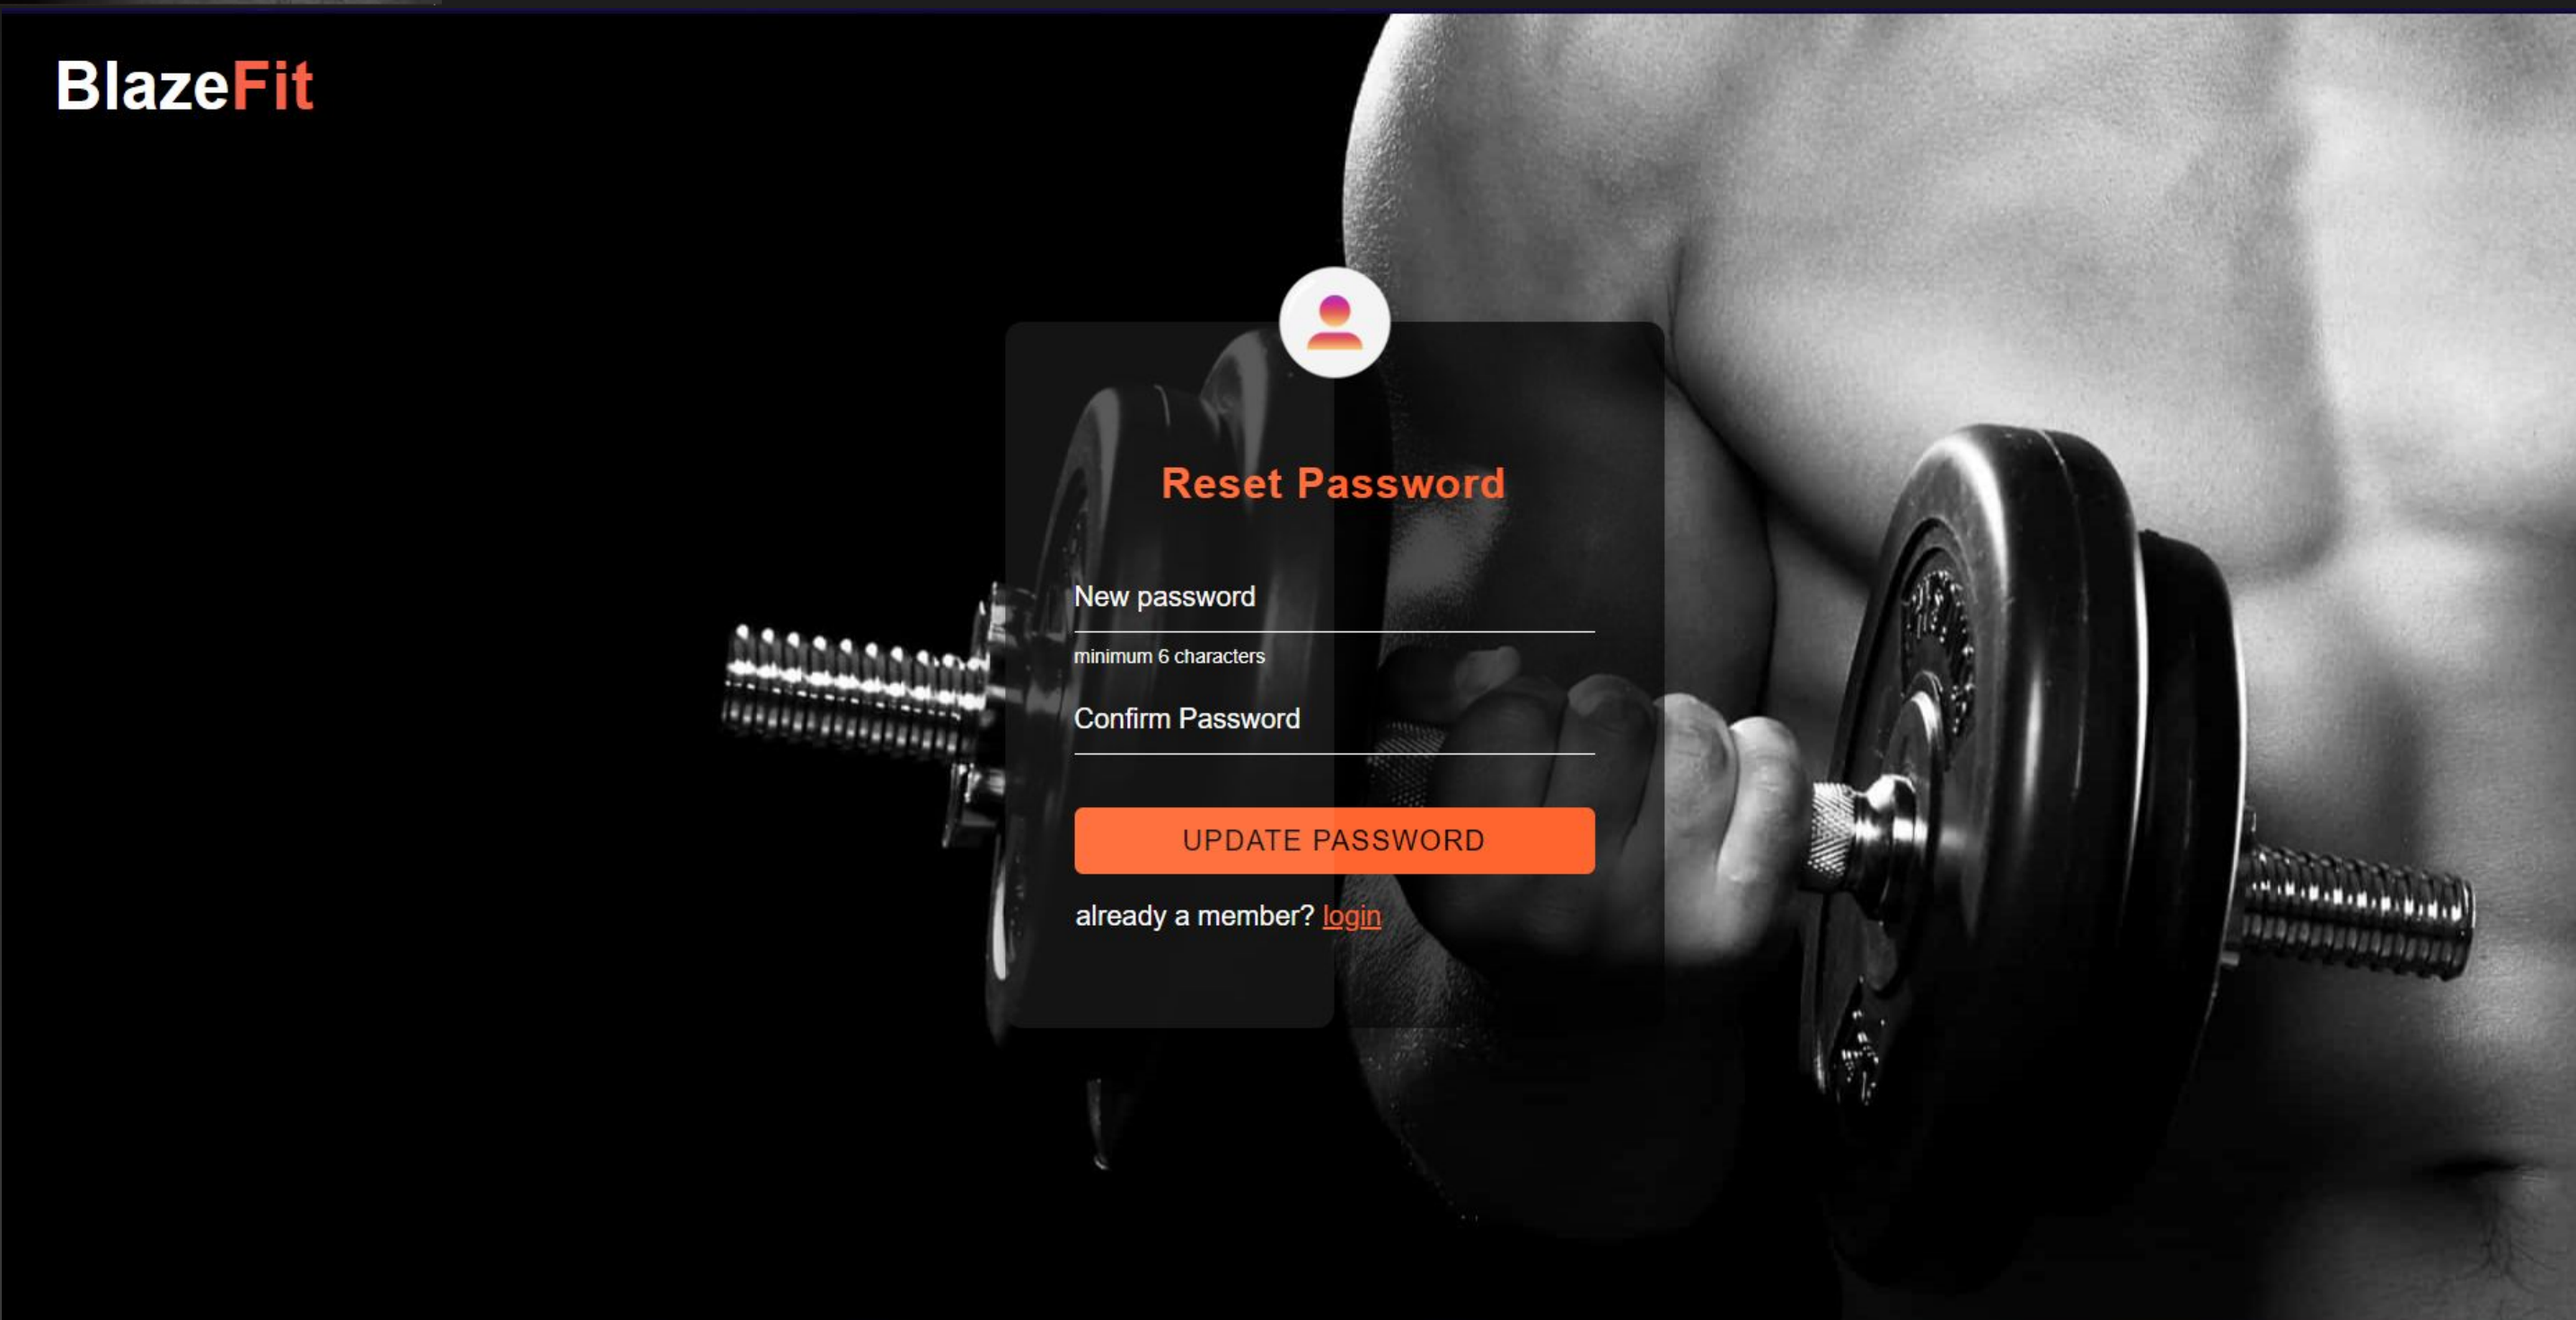 BlazeFit
Reset Password
New password
minimum 6 characters
Confirm Password
UPDATE PASSWORD
already a member? login